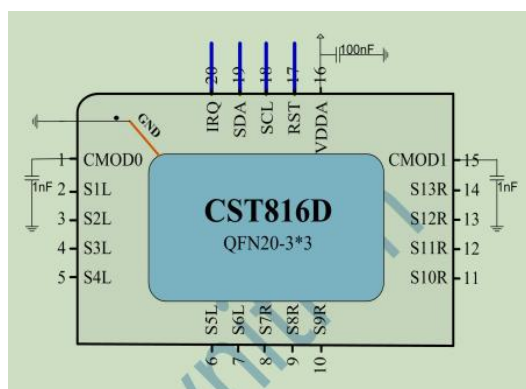 100nF
20 19 18 17 16
IRQ SDA SCL RST VDDA
GND
1 CMOD0 CMOD1 15
1nF 1nF
2 S1L S13R 14
3 S2L S12R 13
4 S3L S11R 12
5 S4L S10R 11
CST816D
QFN20-3*3
S5L S6L S7R S8R S9R
6 7 8 9 10